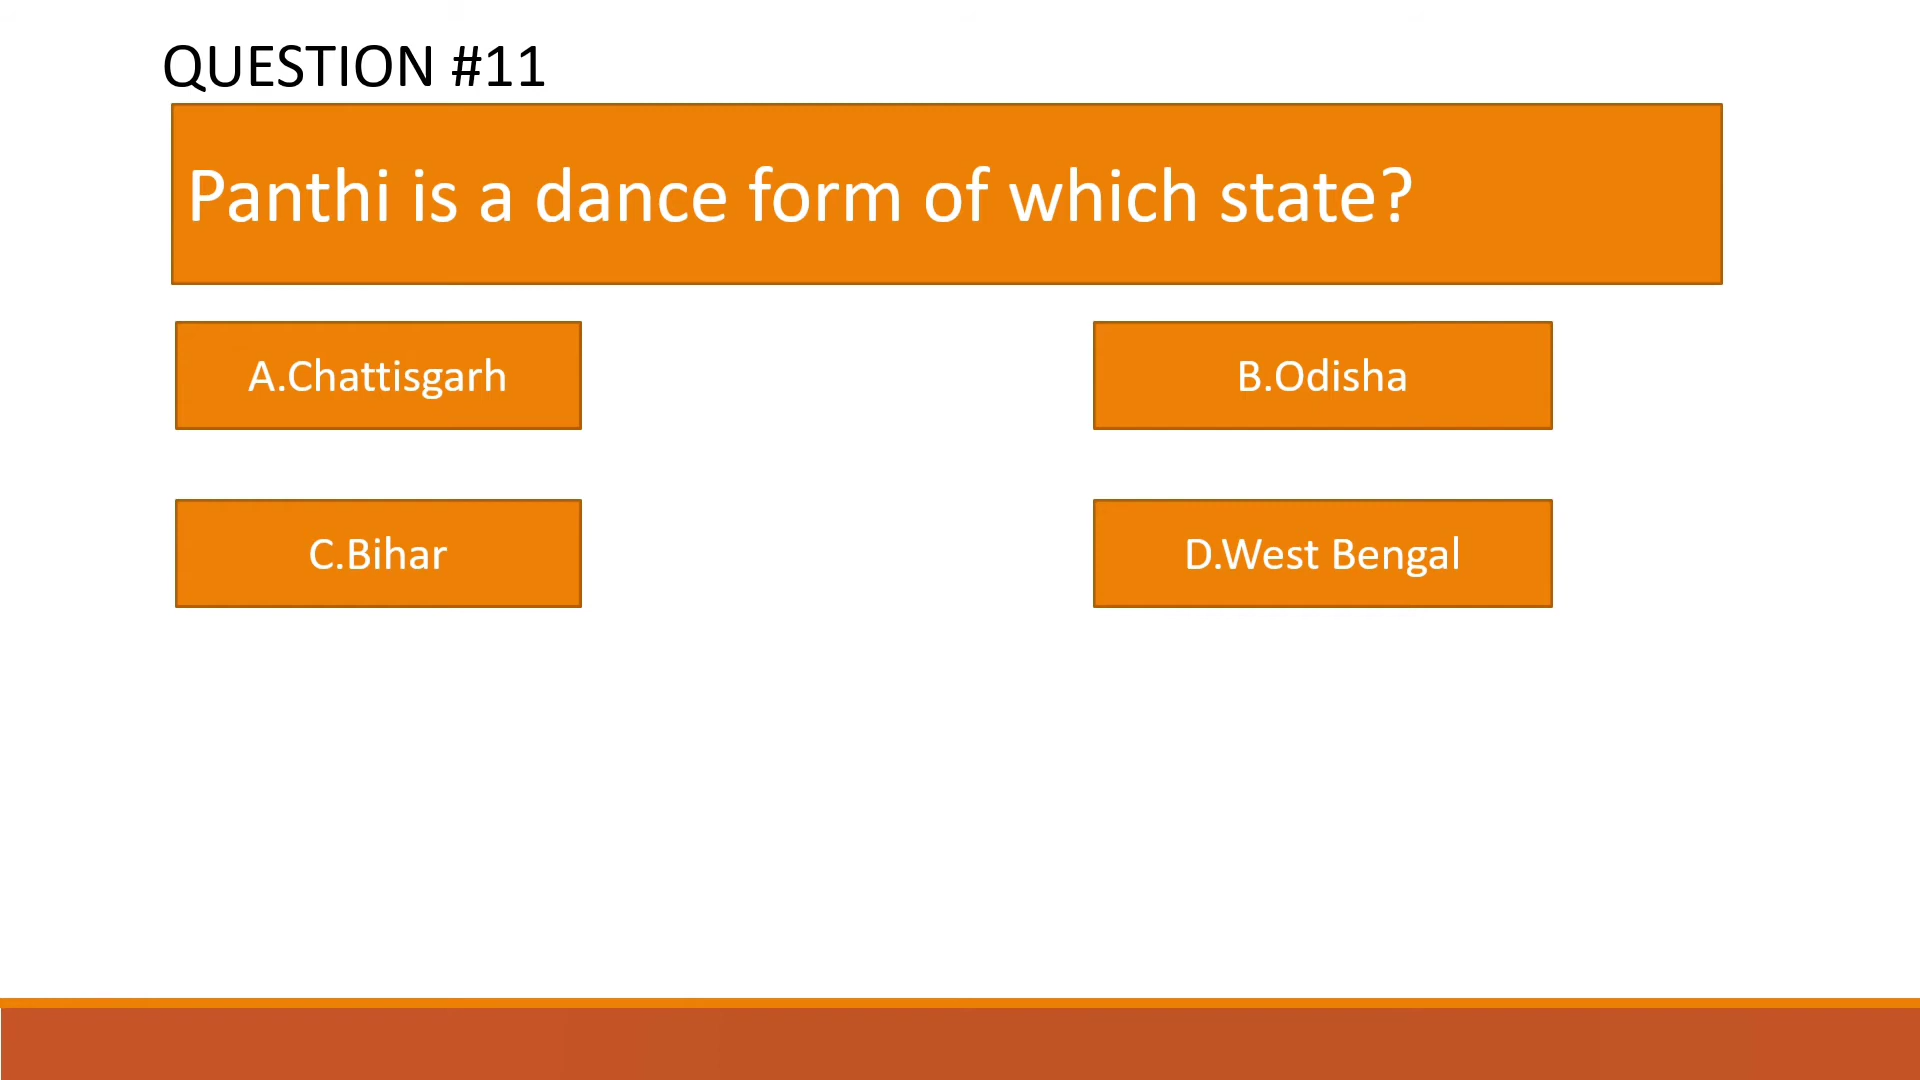 QUESTION #11
Panthi is a dance form of which state?
A.Chattisgarh
B.Odisha
C.Bihar
D.West Bengal